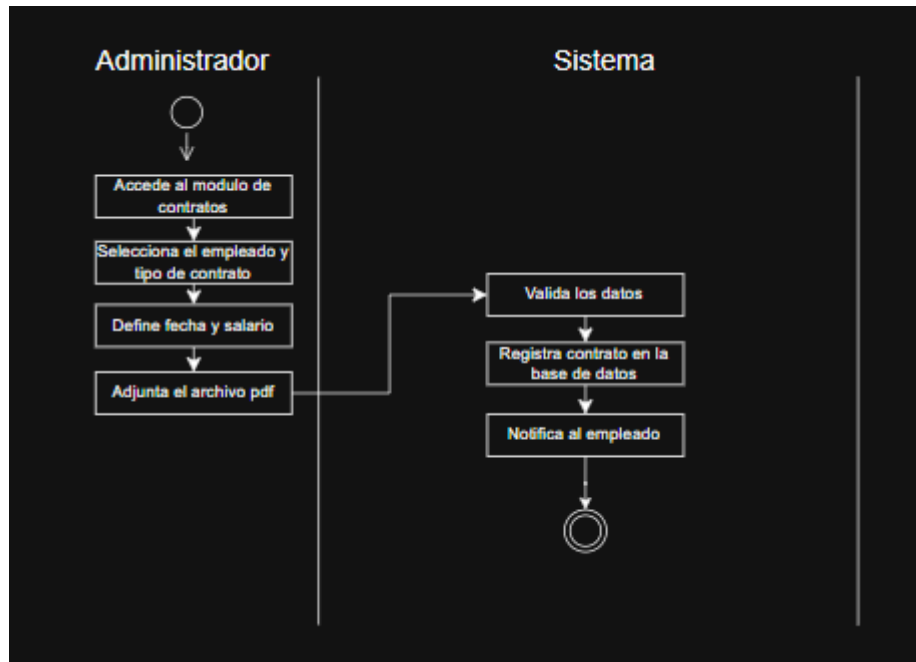 Administrador
Sistema
Accede al modulo de
contratos
Selecciona el empleado y
tipo de contrato
Define fecha y salario
Adjunta el archivo pdf
Valida los datos
Registra contrato en la
base de datos
Notifica al empleado